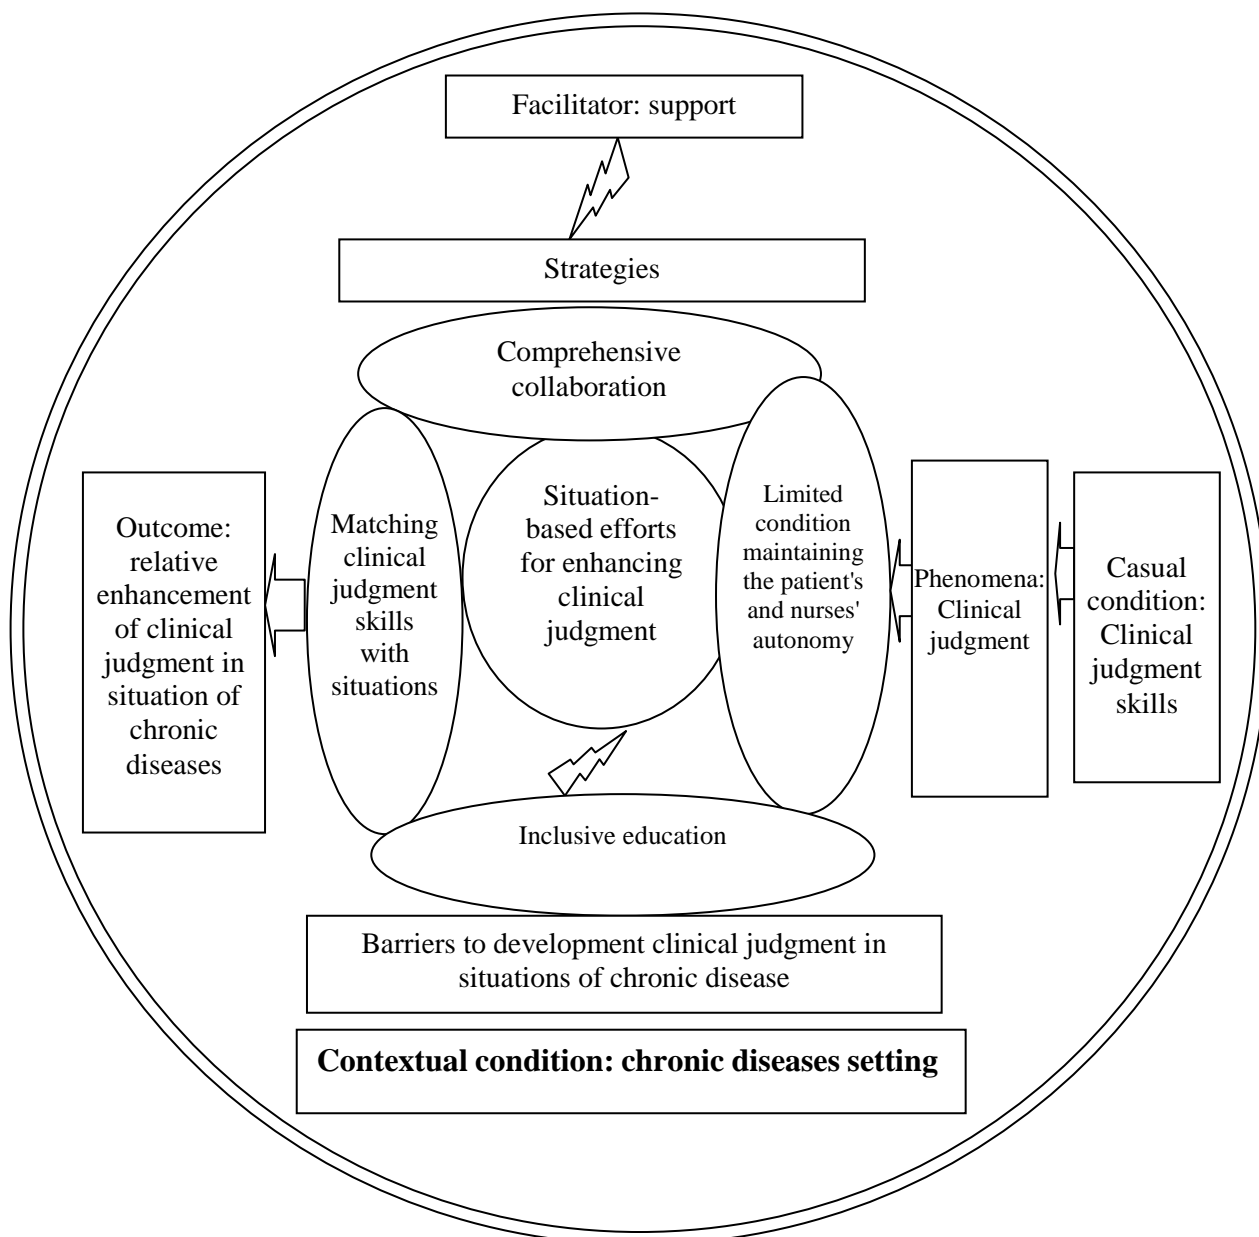 Facilitator: support
Strategies
Comprehensive
collaboration
Outcome:
relative
enhancement
of clinical
judgment in
situation of
chronic
diseases
Matching
clinical
judgment
skills
with
situations
Situation-
based efforts
for enhancing
clinical
judgment
Limited
condition
maintaining
the patient's
and nurses'
autonomy
Phenomena:
Clinical
judgment
Casual
condition:
Clinical
judgment
skills
Inclusive education
Barriers to development clinical judgment in
situations of chronic disease
Contextual condition: chronic diseases setting